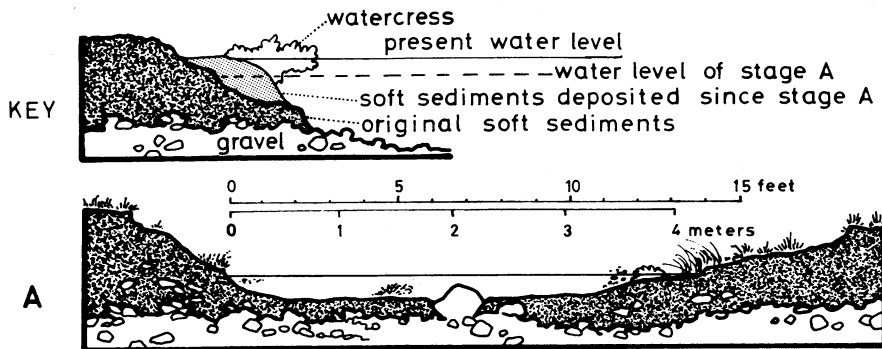 watercress
present water level
water level of stage A
soft sediments deposited since stage A
original soft sediments
KEY
gravel
0 5 10 15 feet
0 1 2 3 4 meters
A